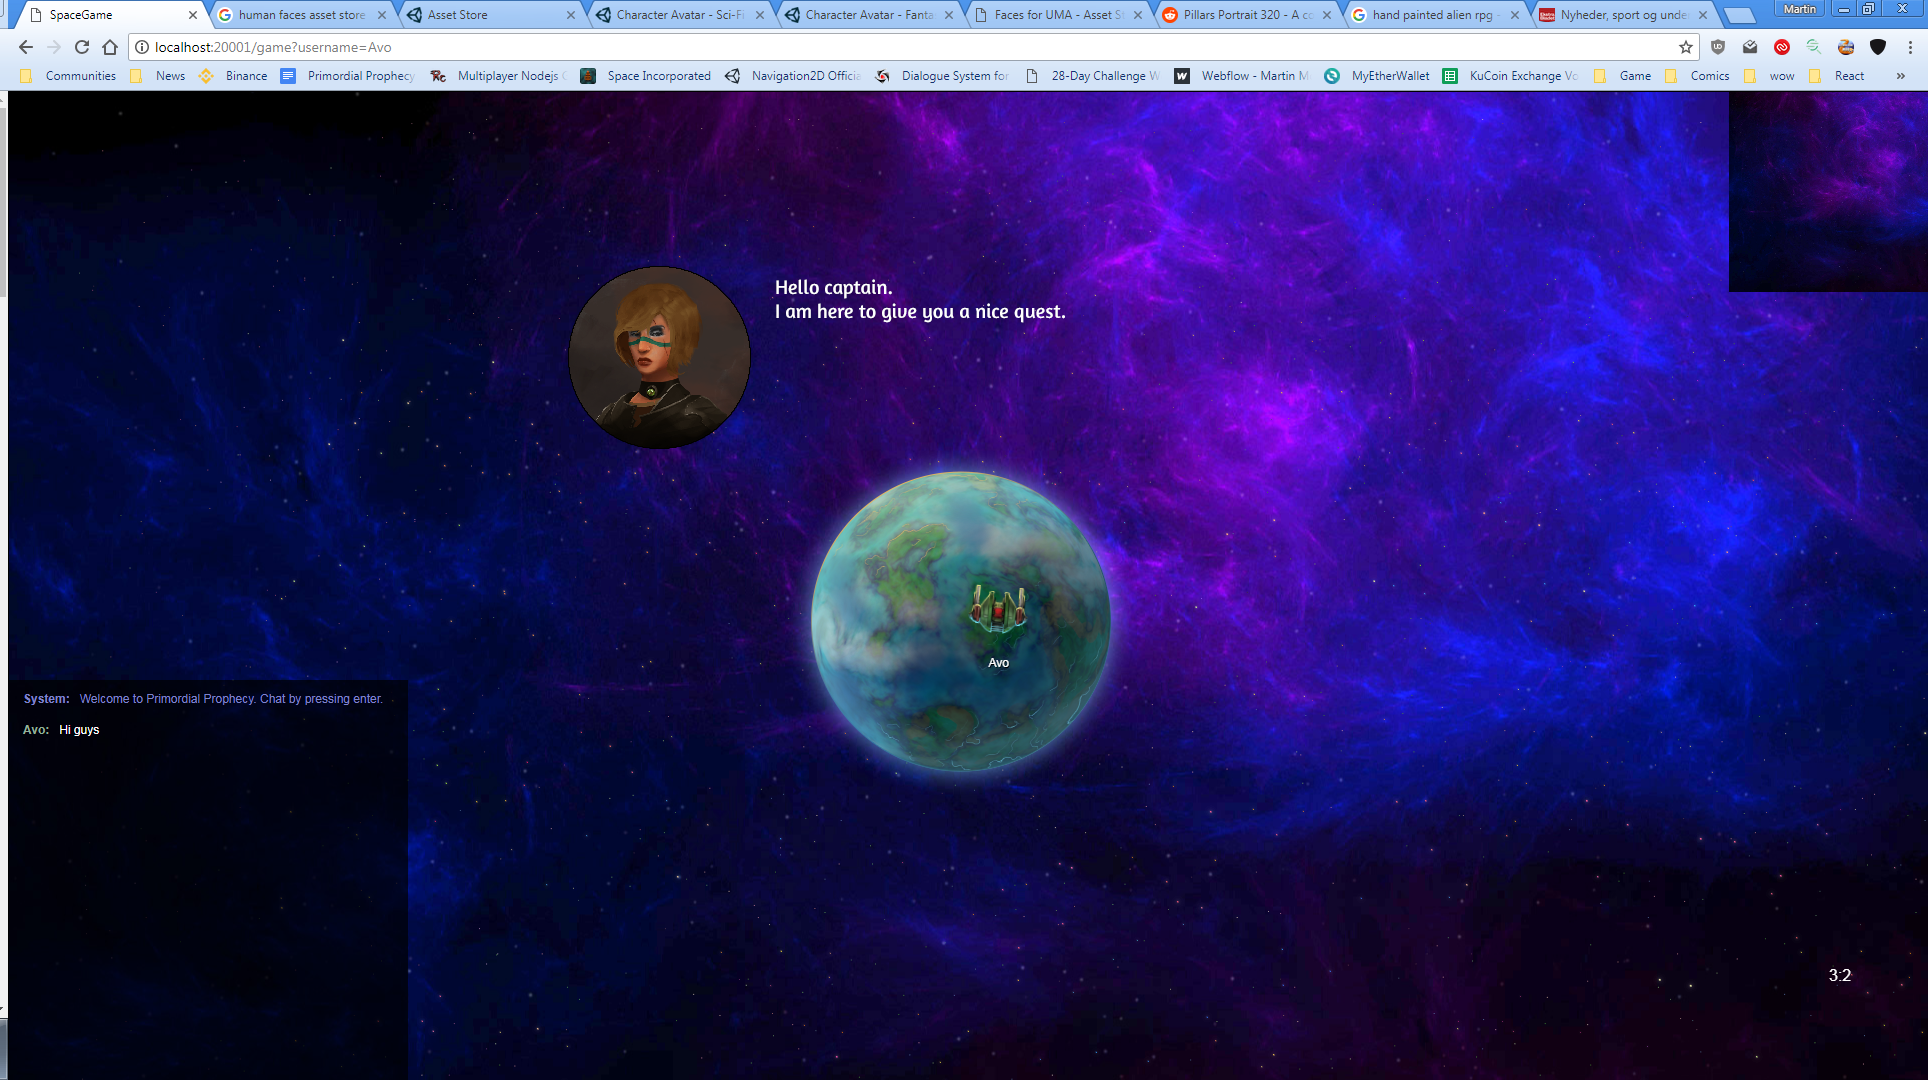 SpaceGame
human faces asset store
Asset Store
Character Avatar - Sci-Fi
Character Avatar - Fanta
Faces for UMA - Asset S
Pillars Portrait 320 - A co
hand painted alien rpg -
Nyheder, sport og unde
Martin
localhost:20001/game?username=Avo
Communities
News
Binance
Primordial Prophecy
Multiplayer Nodejs
Space Incorporated
Navigation2D Officia
Dialogue System for
28-Day Challenge W
Webflow - Martin M
MyEtherWallet
KuCoin Exchange Vo
Game
Comics
wow
React
»
Hello captain.
I am here to give you a nice quest.
Avo
System: Welcome to Primordial Prophecy. Chat by pressing enter.
Avo: Hi guys
3:2